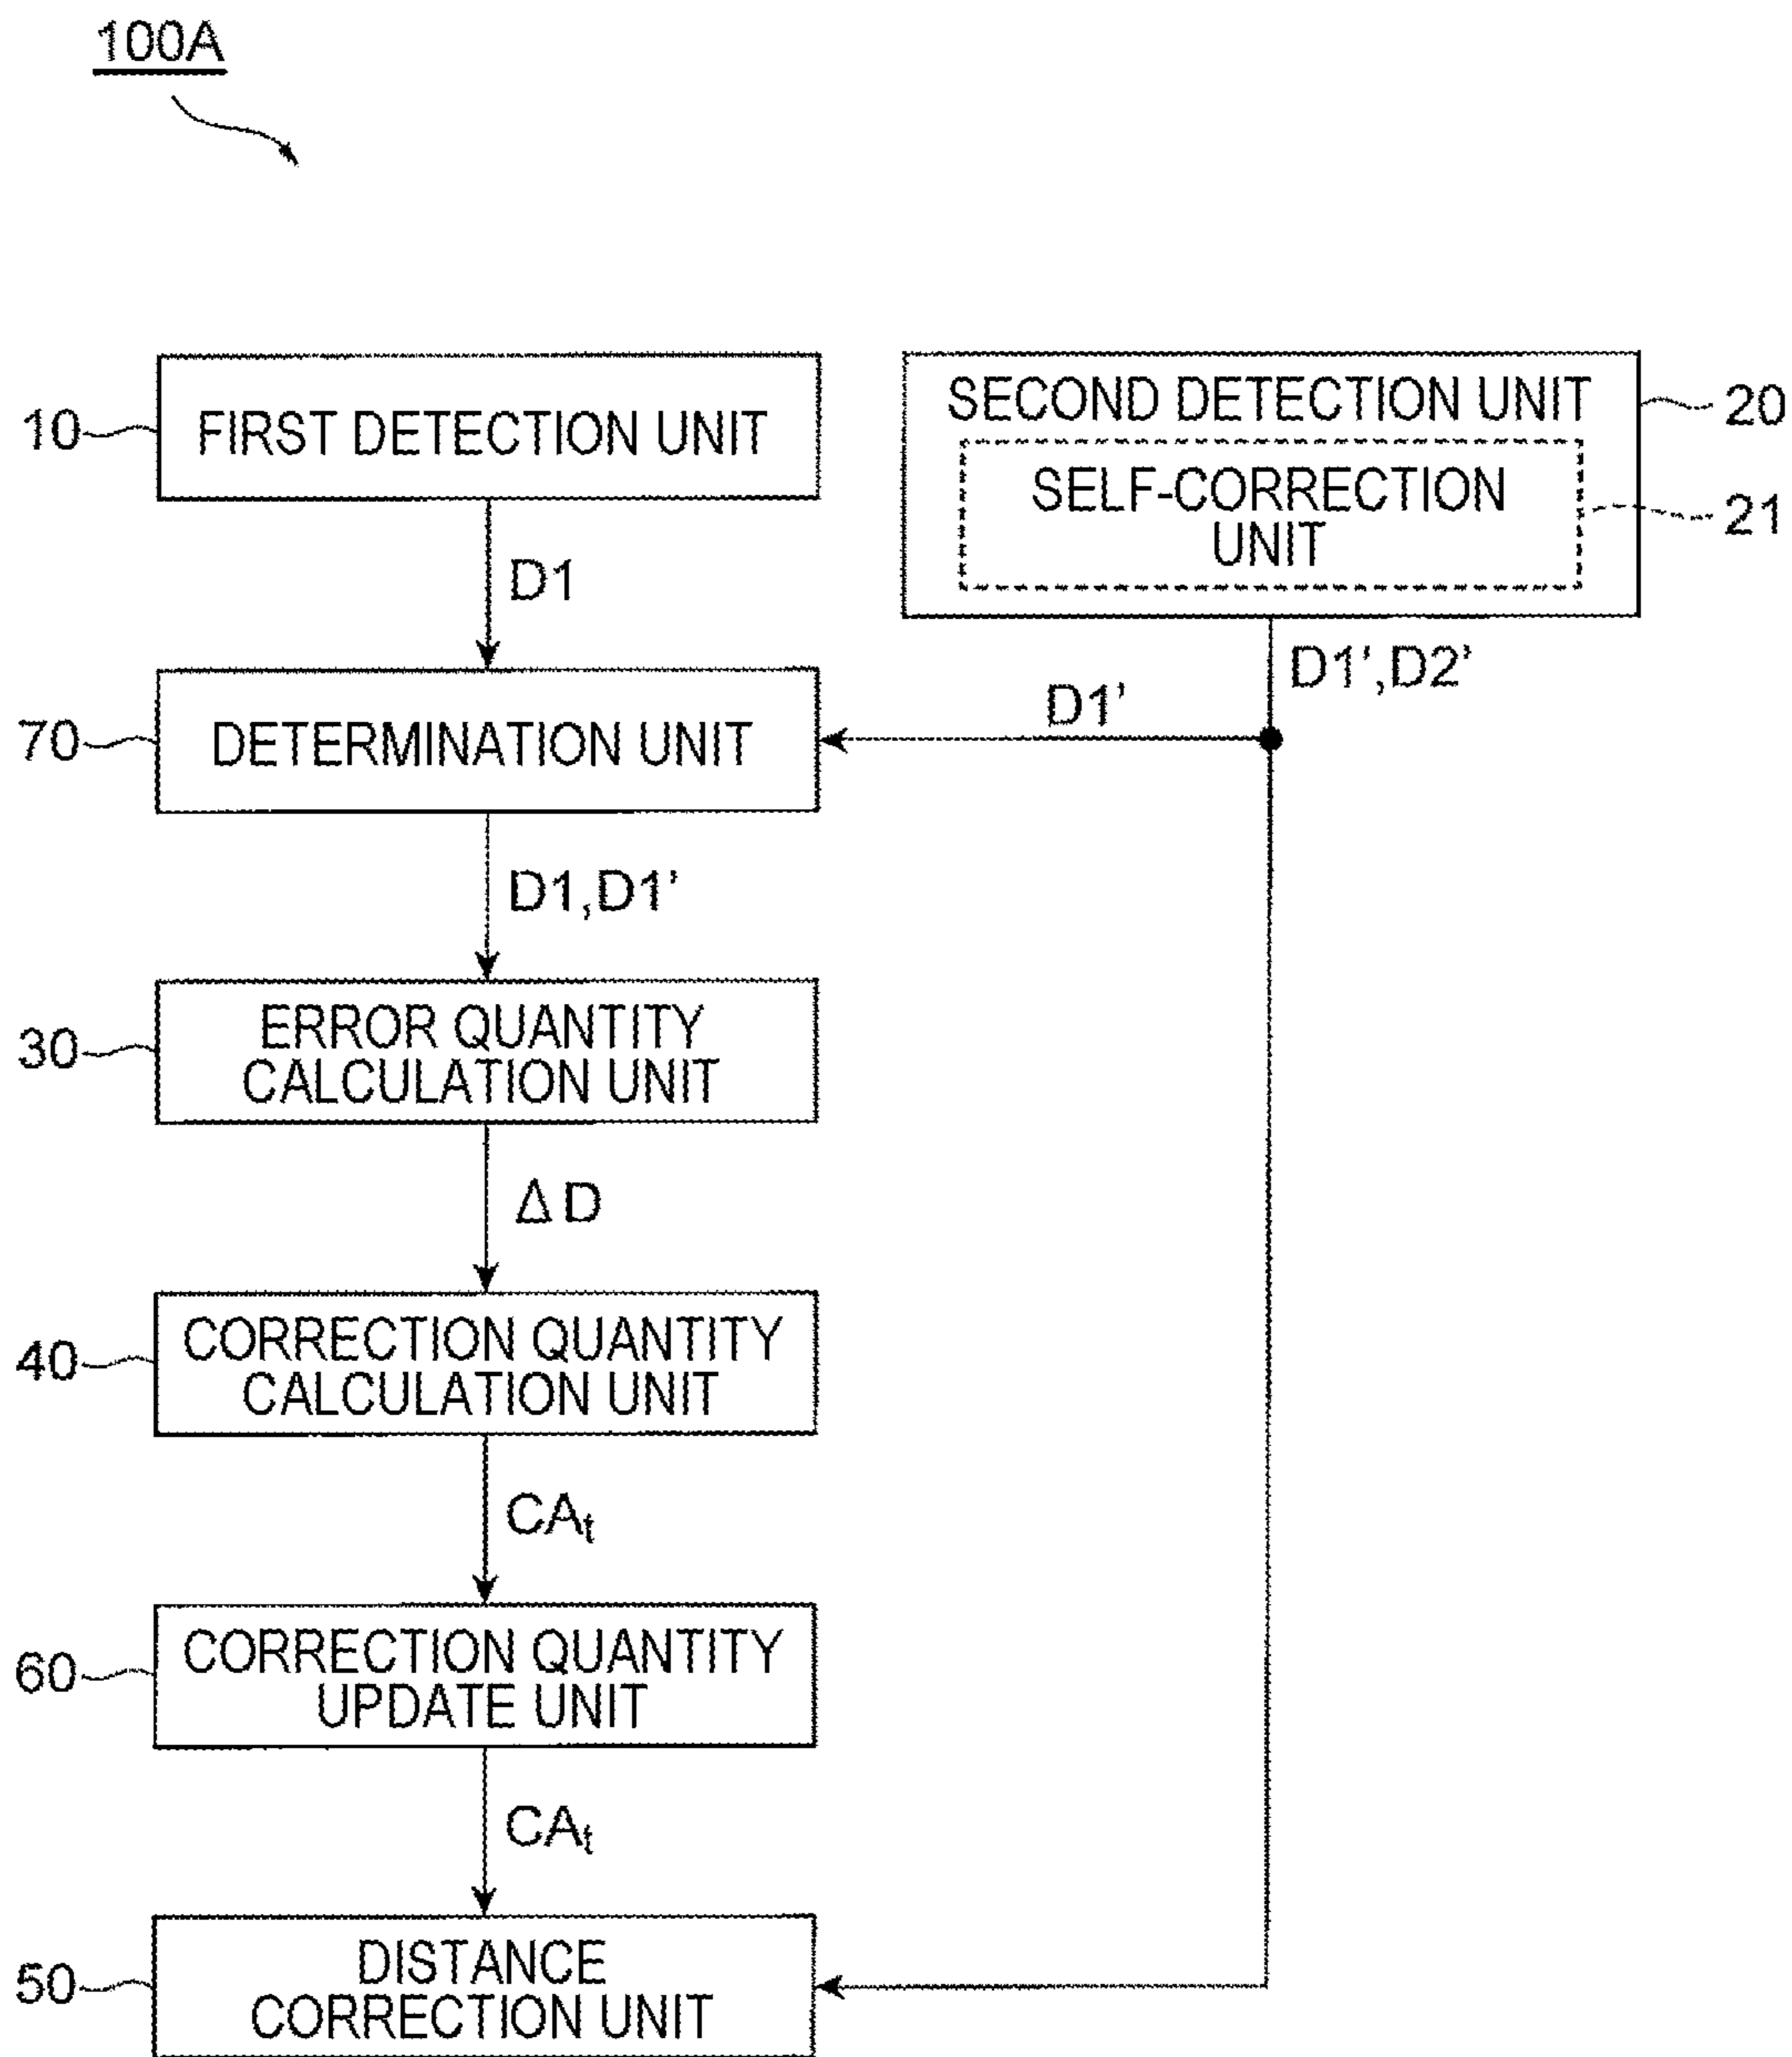 100A
10
FIRST DETECTION UNIT
SECOND DETECTION UNIT
20
SELF-CORRECTION
UNIT
21
D1
D1',D2'
D1'
70
DETERMINATION UNIT
D1,D1'
30
ERROR QUANTITY
CALCULATION UNIT
ΔD
40
CORRECTION QUANTITY
CALCULATION UNIT
CAt
60
CORRECTION QUANTITY
UPDATE UNIT
CAt
50
DISTANCE
CORRECTION UNIT